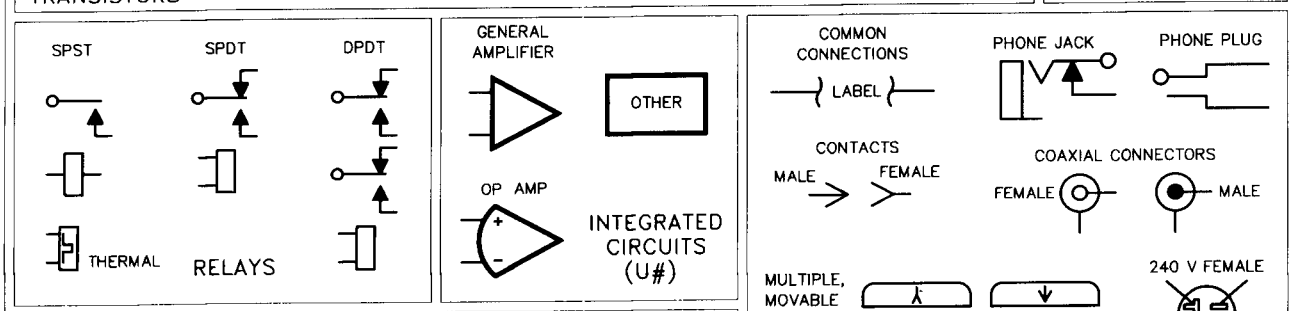 TRANSISTORS
SPST SPDT DPDT
THERMAL
RELAYS
GENERAL
AMPLIFIER
OTHER
OP AMP
+
−
INTEGRATED
CIRCUITS
(U#)
COMMON
CONNECTIONS
LABEL
PHONE JACK
PHONE PLUG
CONTACTS
MALE
FEMALE
COAXIAL CONNECTORS
FEMALE
MALE
MULTIPLE,
MOVABLE
240 V FEMALE